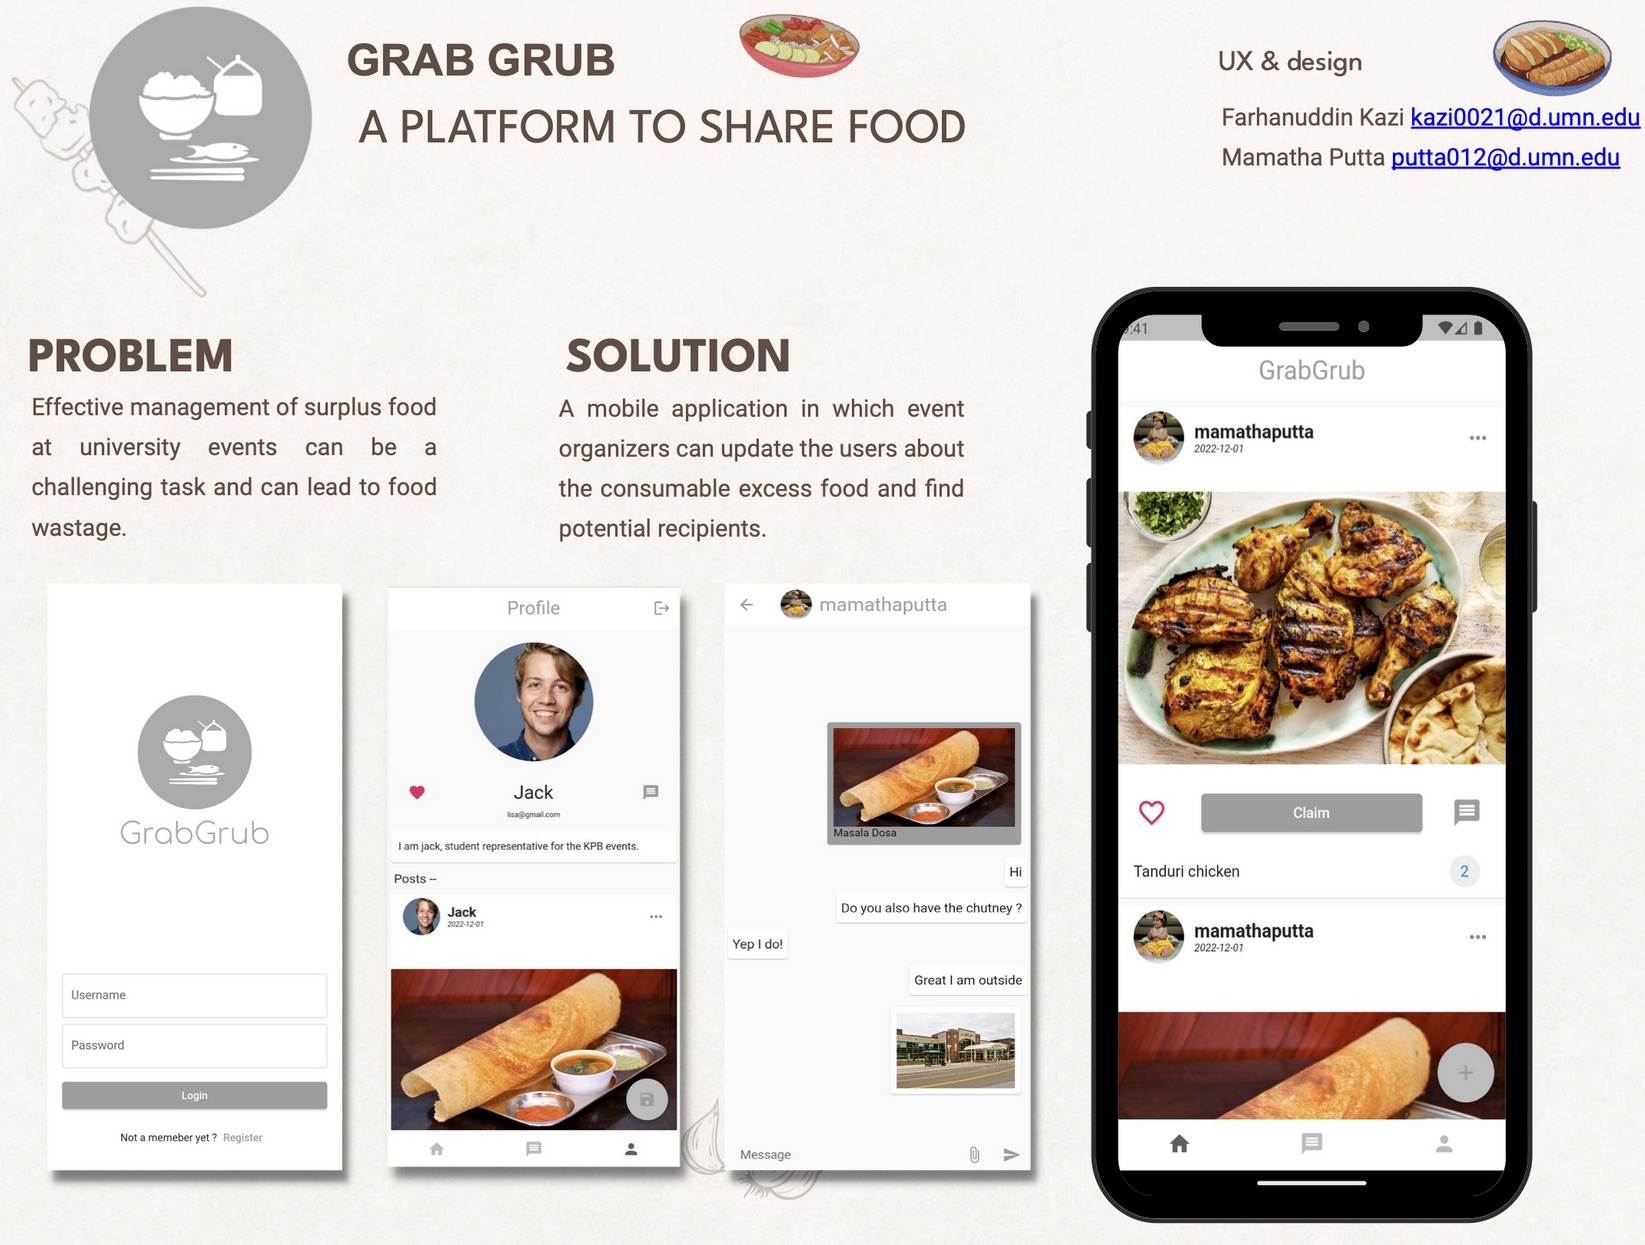 GRAB GRUB
A PLATFORM TO SHARE FOOD
UX & design
Farhanuddin Kazi kazi0021@d.umn.edu
Mamatha Putta putta012@d.umn.edu
PROBLEM
Effective management of surplus food
at university events can be a
challenging task and can lead to food
wastage.
SOLUTION
A mobile application in which event
organizers can update the users about
the consumable excess food and find
potential recipients.
GrabGrub
Username
Password
Login
Not a memeber yet ? Register
Profile
Jack
lisa@gmail.com
I am jack, student representative for the KPB events.
Posts --
Jack
2022-12-01
mamathaputta
Masala Dosa
Hi
Do you also have the chutney ?
Yep I do!
Great I am outside
Message
:41
GrabGrub
mamathaputta
2022-12-01
Claim
Tanduri chicken
2
mamathaputta
2022-12-01